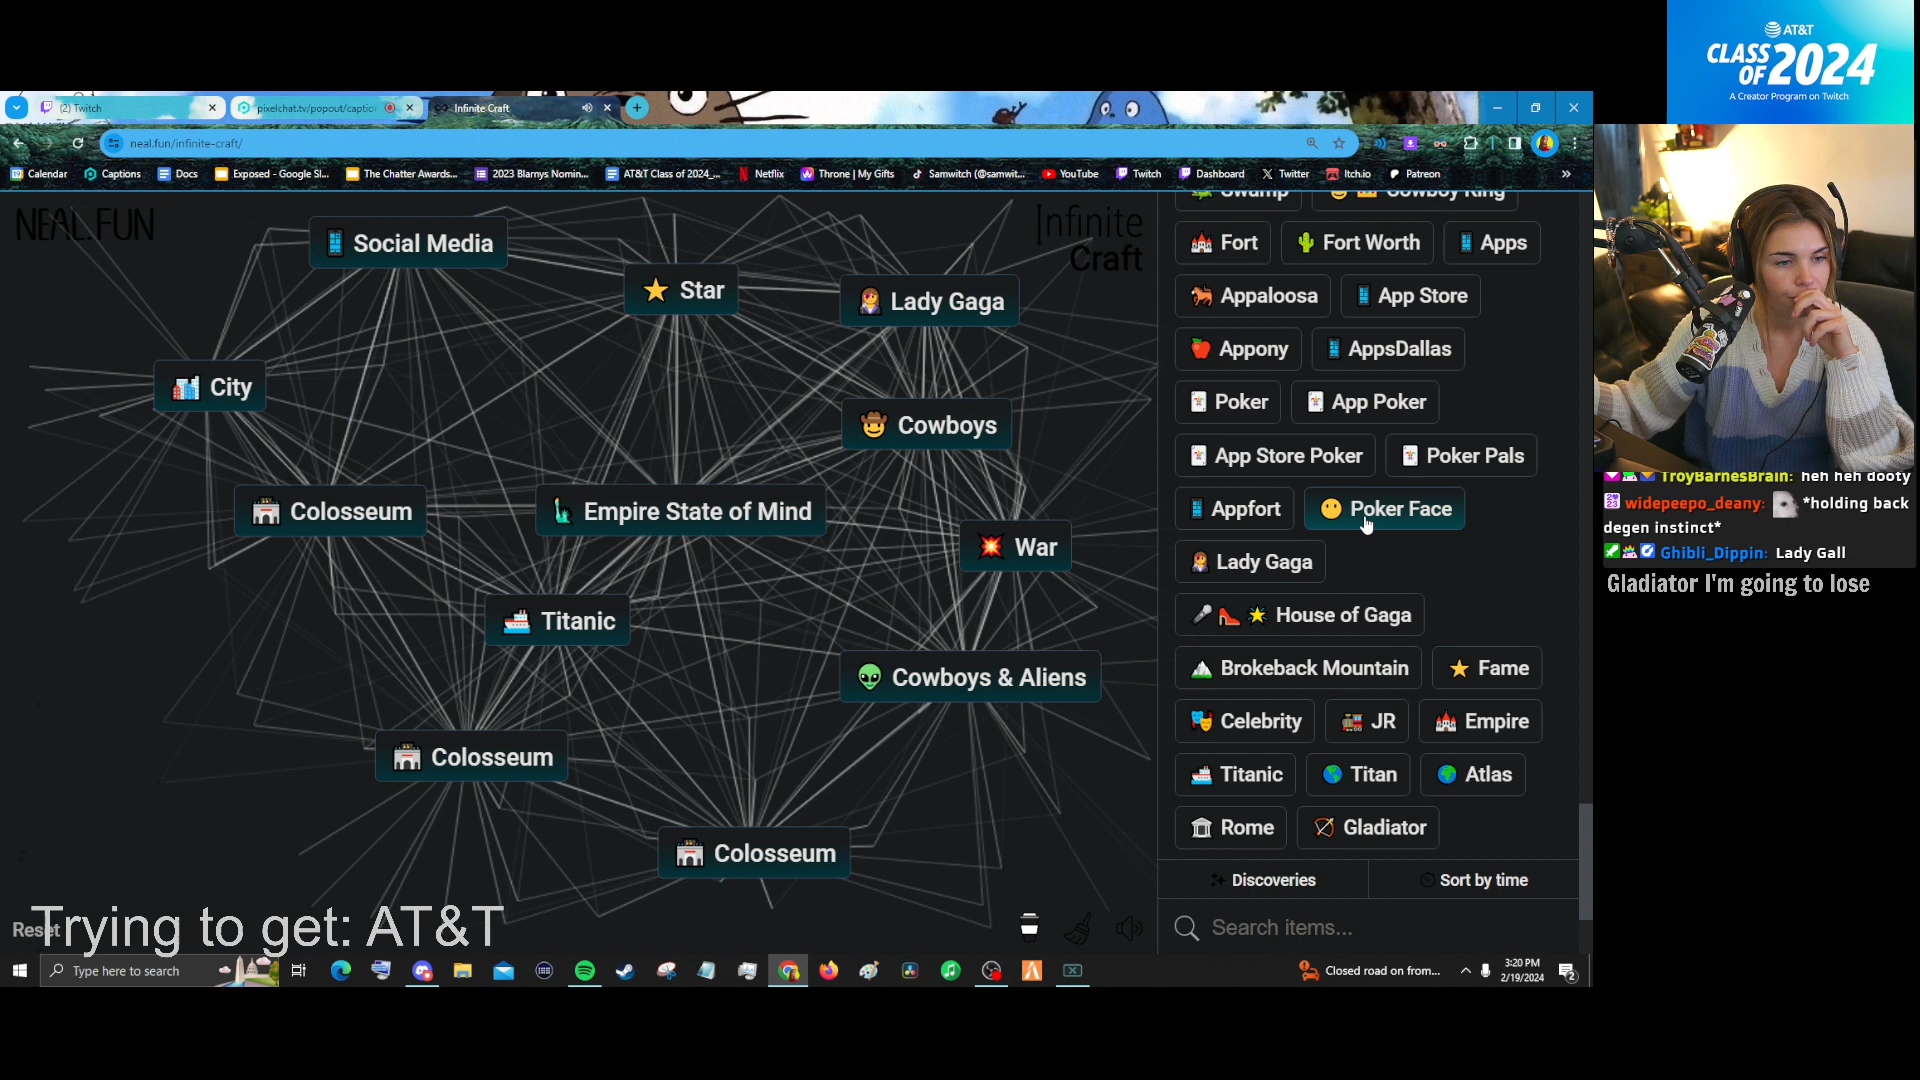 AT&T
CLASS
OF 2024
A Creator Program on Twitch
(2) Twitch
pixelchat.tv/popout/caption
Infinite Craft
neal.fun/infinite-craft/
Calendar
Captions
Docs
Exposed - Google Sl...
The Chatter Awards...
2023 Blarnys Nomin...
AT&T Class of 2024_...
Netflix
Throne | My Gifts
Samwitch (@samwit...
YouTube
Twitch
Dashboard
Twitter
Itch.io
Patreon
NEAL.FUN
Infinite
Craft
Social Media
Star
Lady Gaga
City
Cowboys
Colosseum
Empire State of Mind
War
Titanic
Cowboys & Aliens
Colosseum
Colosseum
Swamp
Cowboy King
Fort
Fort Worth
Apps
Appaloosa
App Store
Appony
AppsDallas
Poker
App Poker
App Store Poker
Poker Pals
Appfort
Poker Face
Lady Gaga
House of Gaga
Brokeback Mountain
Fame
Celebrity
JR
Empire
Titanic
Titan
Atlas
Rome
Gladiator
Discoveries
Sort by time
Search items...
Reset
Trying to get: AT&T
TroyBarnesBrain: heh heh dooty
widepeepo_deany: *holding back
degen instinct*
Ghibli_Dippin: Lady Gall
Gladiator I'm going to lose
Type here to search
Closed road on from...
3:20 PM
2/19/2024
2